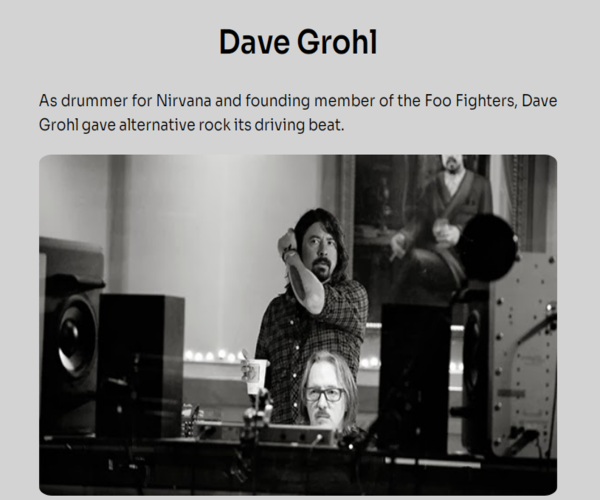 Dave Grohl
As drummer for Nirvana and founding member of the Foo Fighters, Dave
Grohl gave alternative rock its driving beat.